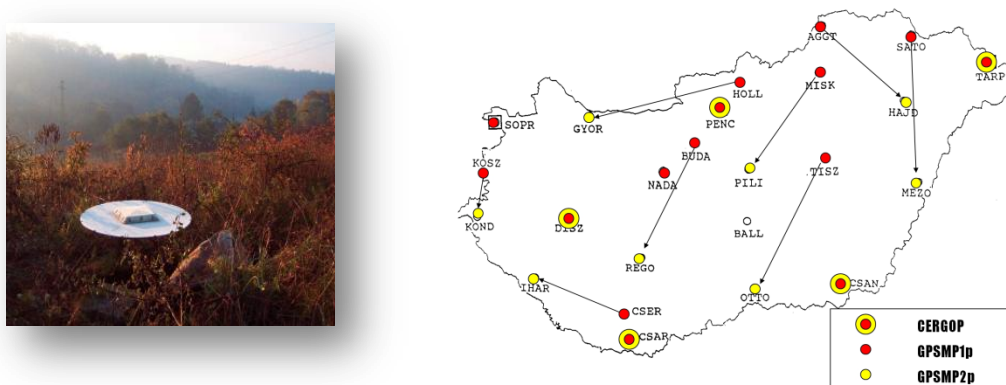 AGGT
SATO
TARP
HOLL
MISK
HAJD
PENC
GYOR
SOPR
BUDA
KOSZ
TISZ
NADA
PILI
MEZO
KOND
DISZ
BALL
REGO
IHAR
OTTO
CSAN
CSER
CSAR
CERGOP
GPSMP1p
GPSMP2p